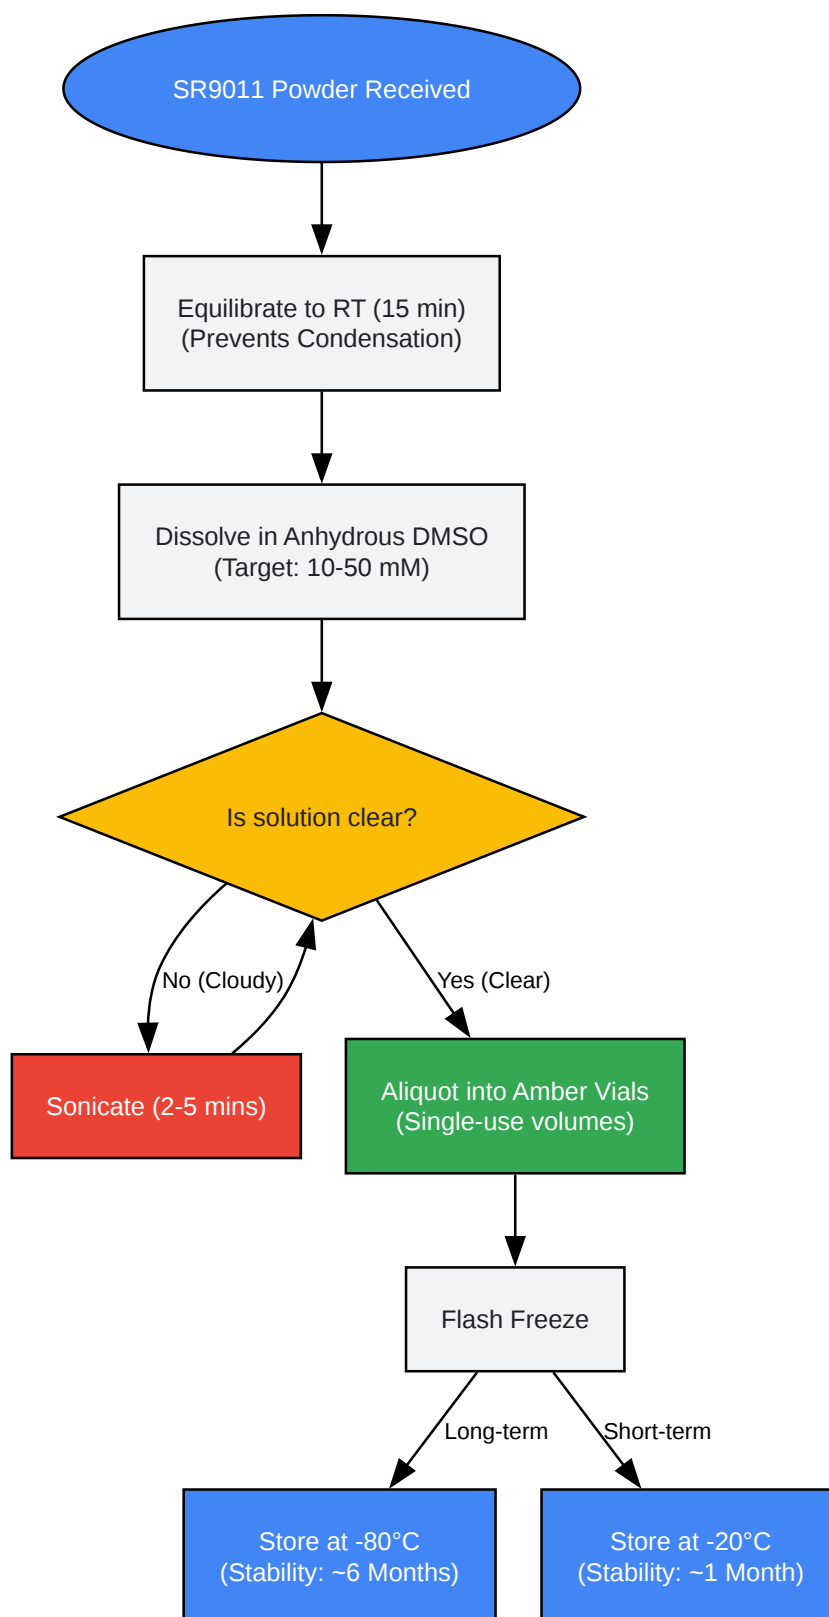 SR9011 Powder Received
Equilibrate to RT (15 min)
(Prevents Condensation)
Dissolve in Anhydrous DMSO
(Target: 10-50 mM)
Is solution clear?
No (Cloudy)
Yes (Clear)
Sonicate (2-5 mins)
Aliquot into Amber Vials
(Single-use volumes)
Flash Freeze
Long-term
Short-term
Store at -80°C
(Stability: ~6 Months)
Store at -20°C
(Stability: ~1 Month)